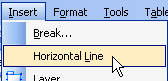 Insert Format Tools Table
Break...
Horizontal Line
Layer